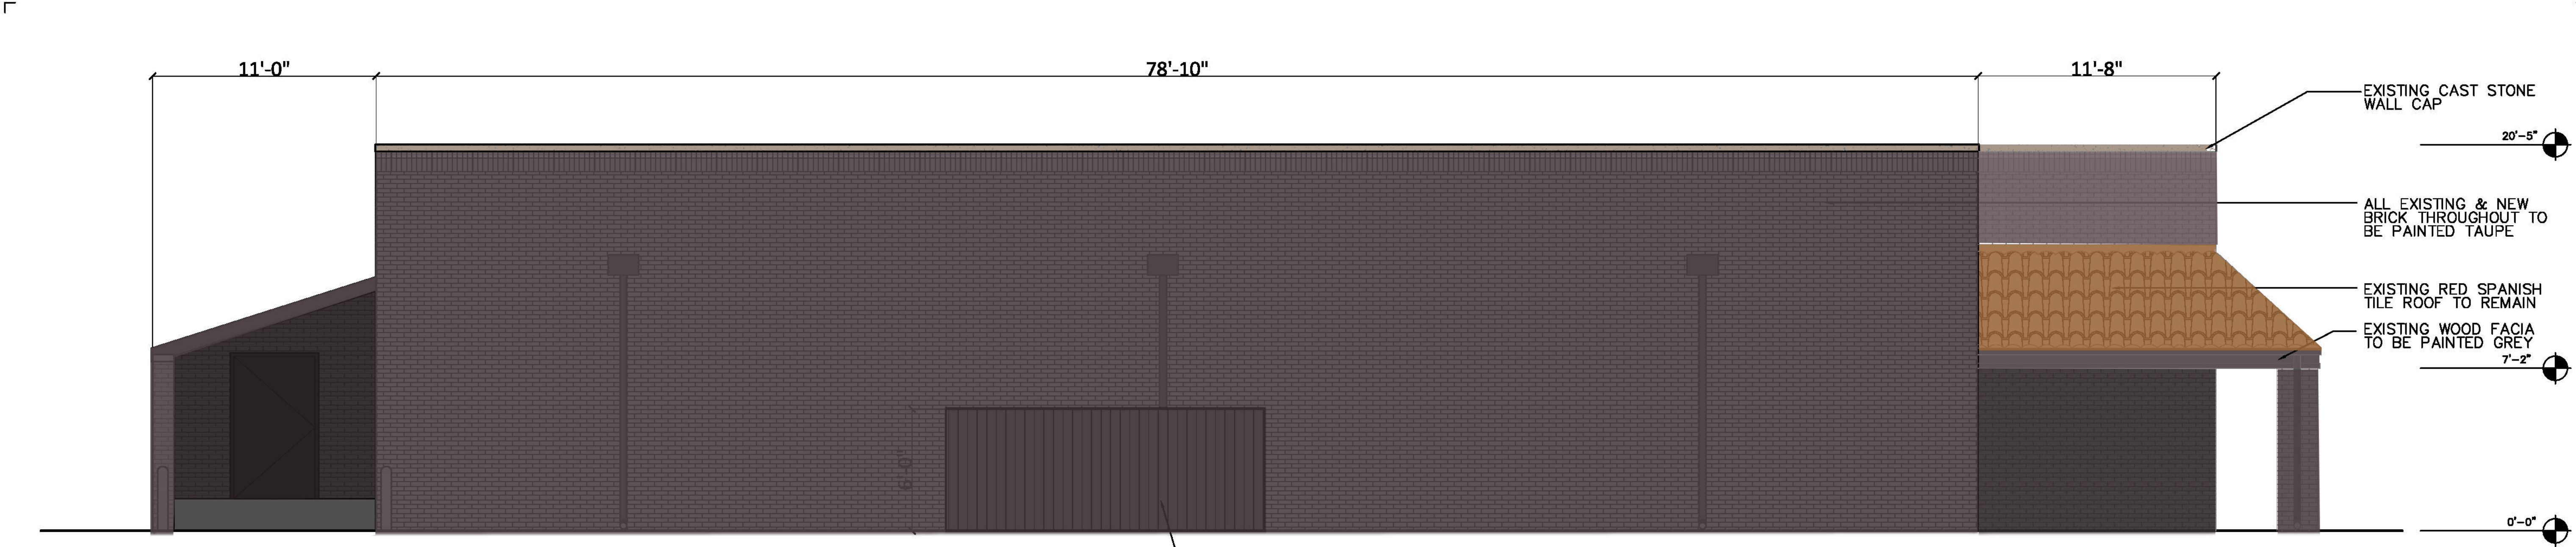 11'-0"
78'-10"
11'-8"
EXISTING CAST STONE
WALL CAP
20'-5"
ALL EXISTING & NEW
BRICK THROUGHOUT TO
BE PAINTED TAUPE
EXISTING RED SPANISH
TILE ROOF TO REMAIN
EXISTING WOOD FACIA
TO BE PAINTED GREY
7'-2"
6'-0"
0'-0"